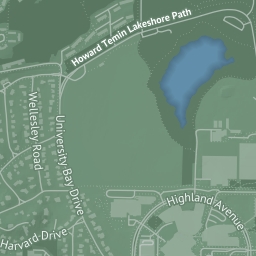 Howard Temin Lakeshore Path
Wellesley Road
University Bay Drive
Highland Avenue
Harvard Drive